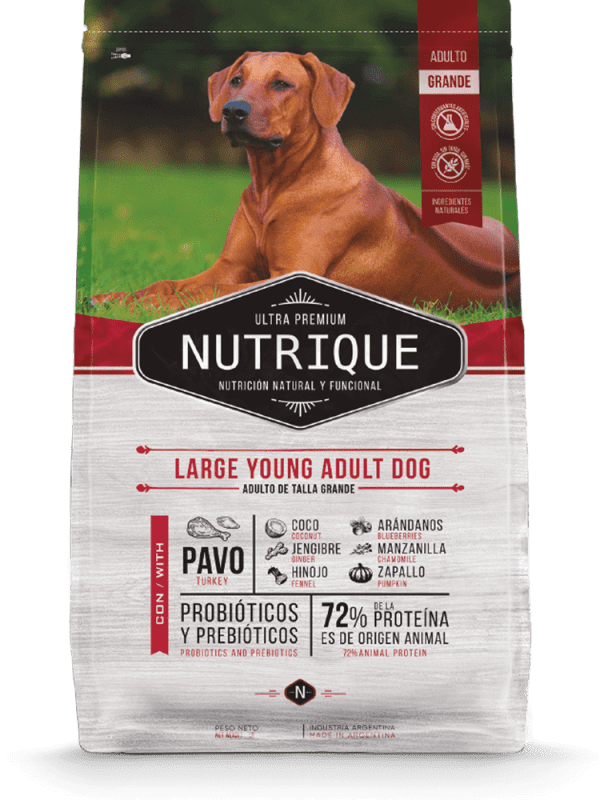 ADULTO
GRANDE
INGREDIENTES
NATURALES
ULTRA PREMIUM
NUTRIQUE
NUTRICIÓN NATURAL Y FUNCIONAL
LARGE YOUNG ADULT DOG
ADULTO DE TALLA GRANDE
CON / WITH
PAVO
TURKEY
COCO
COCONUT
JENGIBRE
GINGER
HINOJO
FENNEL
ARÁNDANOS
BLUEBERRIES
MANZANILLA
CHAMOMILE
ZAPALLO
PUMPKIN
PROBIÓTICOS
Y PREBIÓTICOS
PROBIOTICS AND PREBIOTICS
72% DE LA PROTEÍNA
ES DE ORIGEN ANIMAL
72% ANIMAL PROTEIN
N
PESO NETO
INDUSTRIA ARGENTINA
MADE IN ARGENTINA